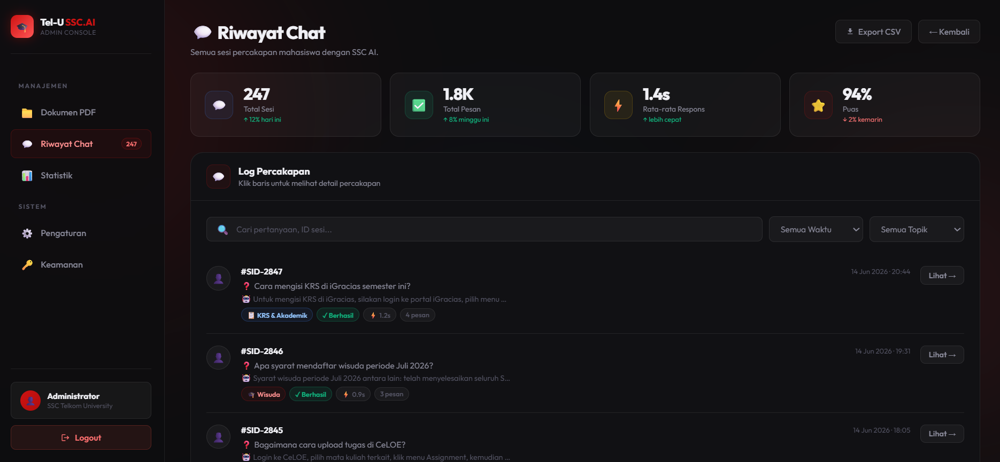 Tel-U SSC.AI
ADMIN CONSOLE
MANAJEMEN
Dokumen PDF
Riwayat Chat 247
Statistik
SISTEM
Pengaturan
Keamanan
Administrator
SSC Telkom University
Logout
Riwayat Chat
Semua sesi percakapan mahasiswa dengan SSC AI.
Export CSV
← Kembali
247
Total Sesi
↑ 12% hari ini
1.8K
Total Pesan
↑ 8% minggu ini
1.4s
Rata-rata Respons
↑ lebih cepat
94%
Puas
↓ 2% kemarin
Log Percakapan
Klik baris untuk melihat detail percakapan
Cari pertanyaan, ID sesi...
Semua Waktu
Semua Topik
#SID-2847
14 Jun 2026 · 20:44
Lihat →
❓ Cara mengisi KRS di iGracias semester ini?
Untuk mengisi KRS di iGracias, silakan login ke portal iGracias, pilih menu ...
KRS & Akademik ✓ Berhasil ⚡ 1.2s 4 pesan
#SID-2846
14 Jun 2026 · 19:31
Lihat →
❓ Apa syarat mendaftar wisuda periode Juli 2026?
Syarat wisuda periode Juli 2026 antara lain: telah menyelesaikan seluruh S...
Wisuda ✓ Berhasil ⚡ 0.9s 3 pesan
#SID-2845
14 Jun 2026 · 18:05
Lihat →
❓ Bagaimana cara upload tugas di CeLOE?
Login ke CeLOE, pilih mata kuliah terkait, klik menu Assignment, kemudian ...